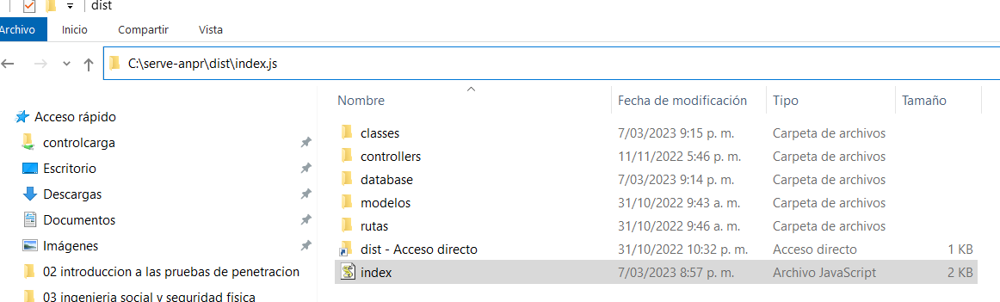 dist
Archivo Inicio Compartir Vista
C:\serve-anpr\dist\index.js
Nombre Fecha de modificación Tipo Tamaño
Acceso rápido
controlcarga
Escritorio
Descargas
Documentos
Imágenes
02 introduccion a las pruebas de penetracion
03 ingenieria social y seguridad fisica
classes 7/03/2023 9:15 p. m. Carpeta de archivos
controllers 11/11/2022 5:46 p. m. Carpeta de archivos
database 7/03/2023 9:14 p. m. Carpeta de archivos
modelos 31/10/2022 9:43 a. m. Carpeta de archivos
rutas 31/10/2022 9:46 a. m. Carpeta de archivos
dist - Acceso directo 31/10/2022 10:32 p. m. Acceso directo 1 KB
index 7/03/2023 8:57 p. m. Archivo JavaScript 2 KB